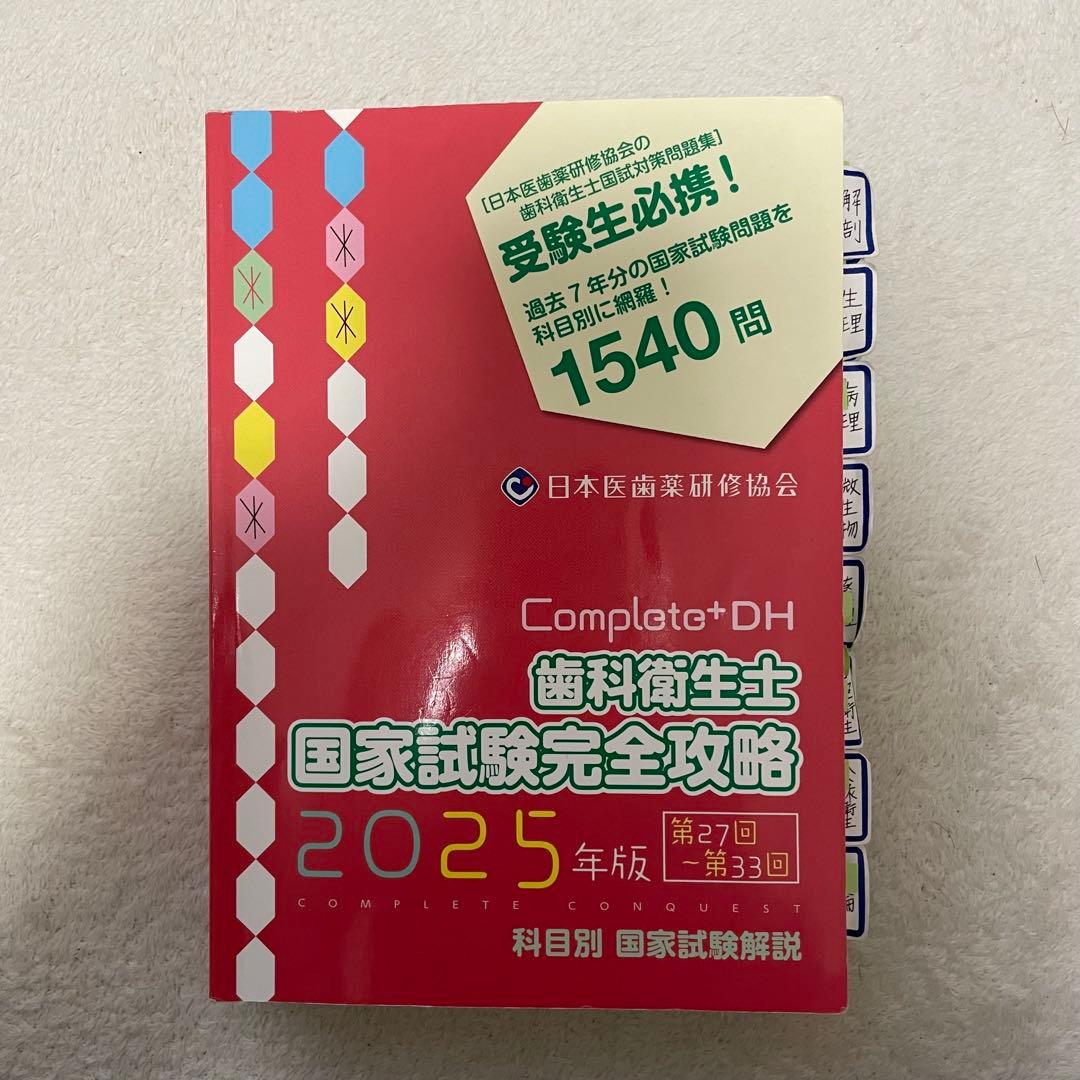 [日本医歯薬研修協会の
歯科衛生士国試対策問題集]
受験生必携!
過去7年分の国家試験問題を
科目別に網羅!
1540問
日本医歯薬研修協会
Complete+DH
歯科衛生士
国家試験完全攻略
2025年版
第27回
~第33回
COMPLETE CONQUEST
科目別 国家試験解説
解剖
生理
病理
微生物